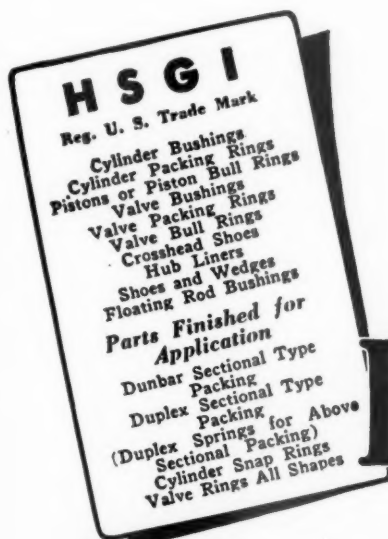 HSGI
Reg. U. S. Trade Mark
Cylinder Bushings
Cylinder Packing Rings
Pistons or Piston Bull Rings
Valve Bushings
Valve Packing Rings
Valve Bull Rings
Crosshead Shoes
Hub Liners
Shoes and Wedges
Floating Rod Bushings
Parts Finished for
Application
Dunbar Sectional Type
Packing
Duplex Sectional Type
Packing
(Duplex Springs for Above
Sectional Packing)
Cylinder Snap Rings
Valve Rings All Shapes